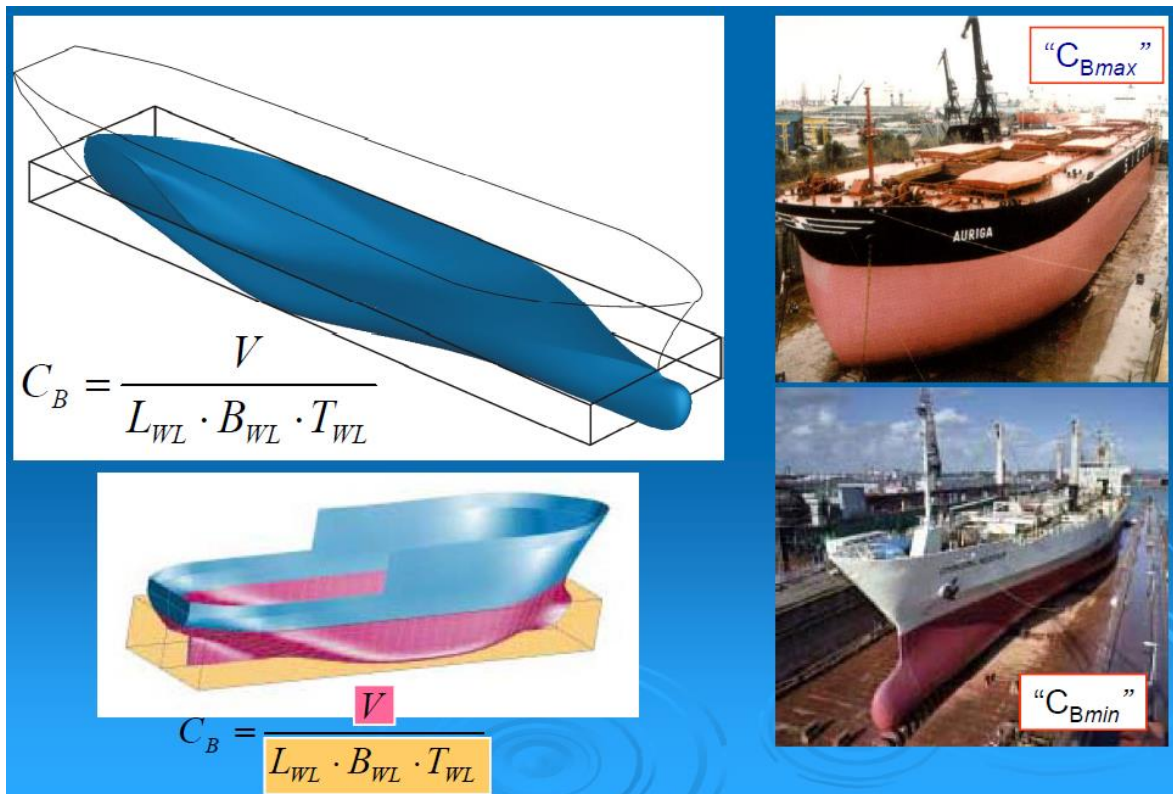 C_B = V / (L_WL · B_WL · T_WL)
"C_Bmax"
AURIGA
C_B = V / (L_WL · B_WL · T_WL)
"C_Bmin"